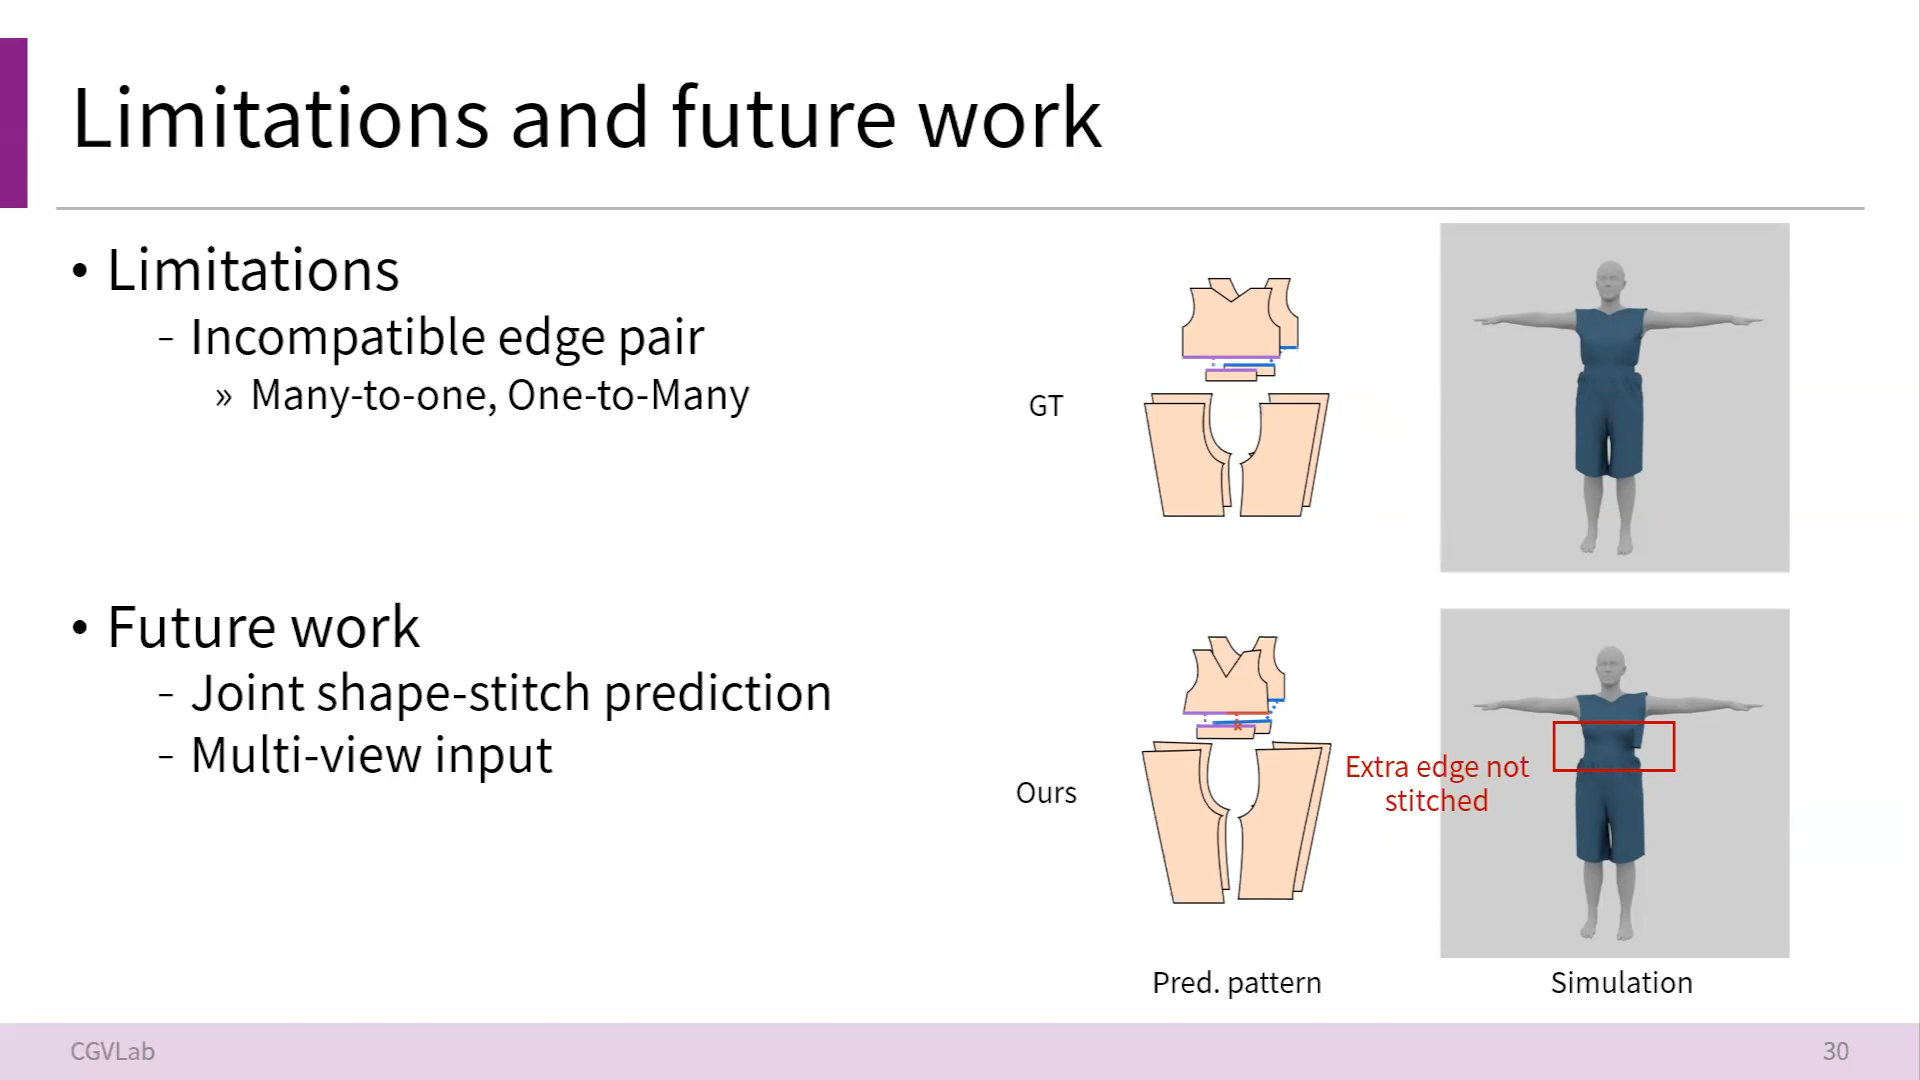 Limitations and future work
• Limitations
- Incompatible edge pair
» Many-to-one, One-to-Many
• Future work
- Joint shape-stitch prediction
- Multi-view input
GT
Ours
Extra edge not
stitched
Pred. pattern
Simulation
CGVLab
30